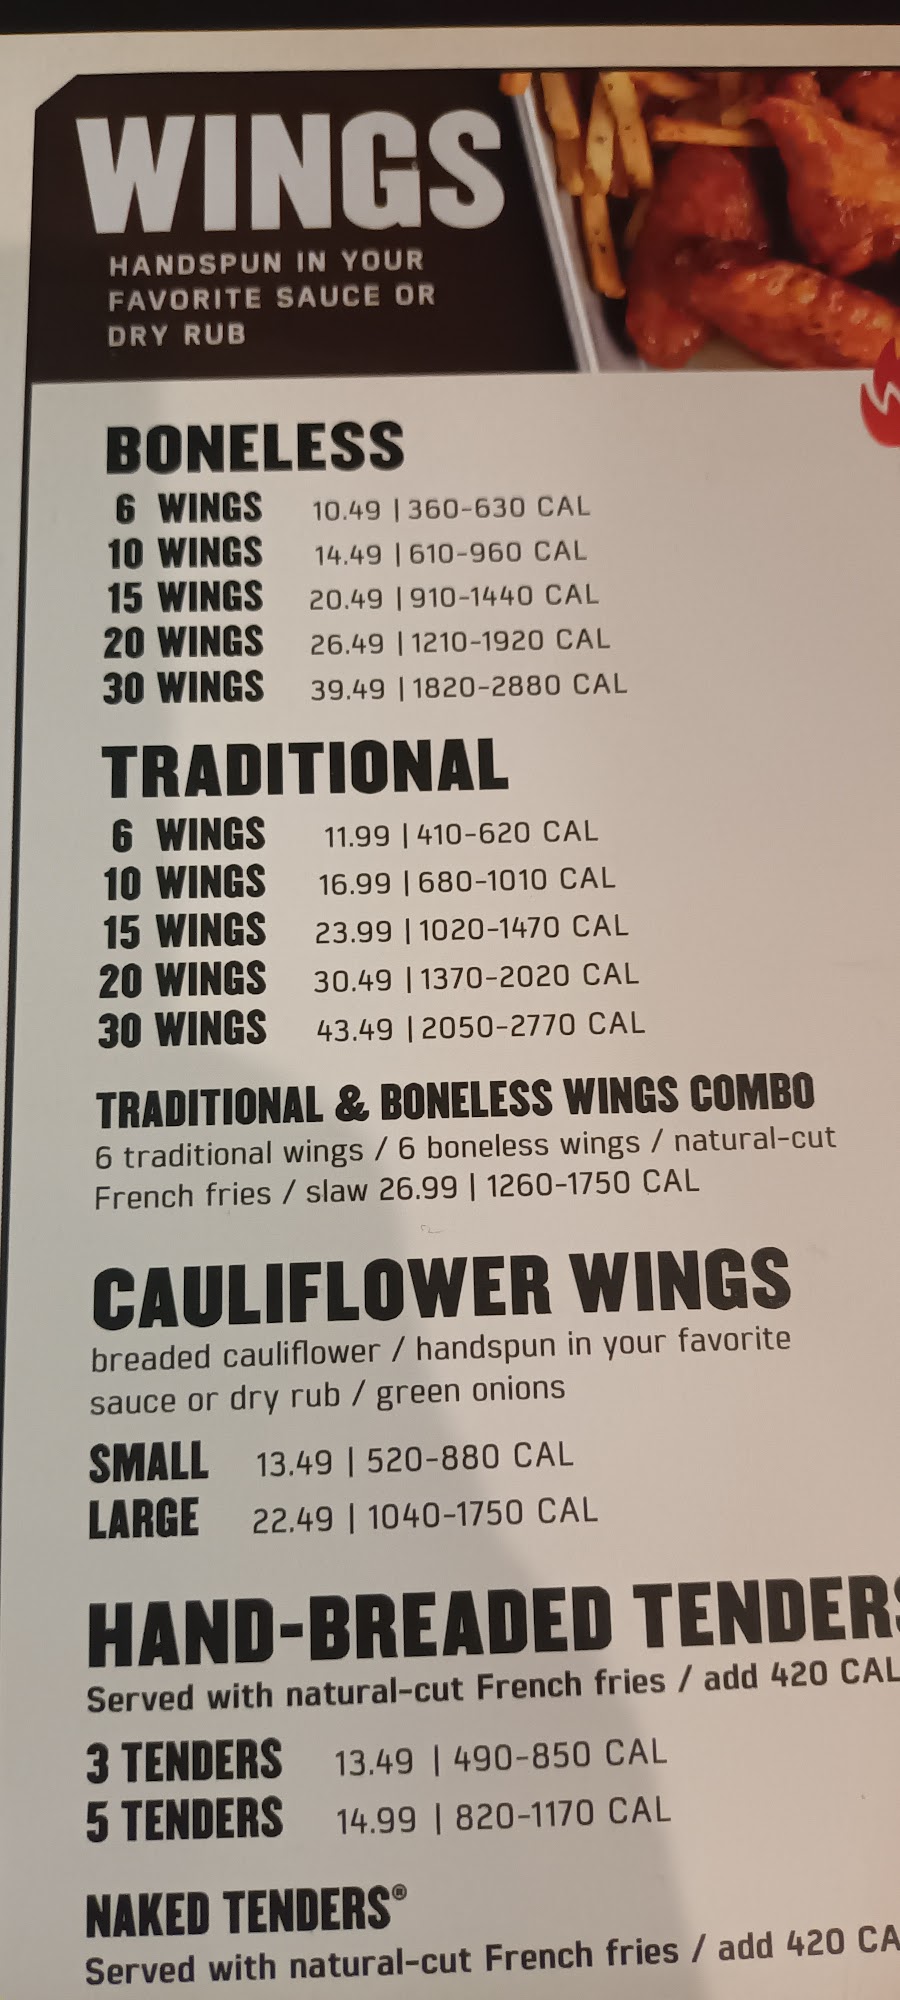 WINGS
HANDSPUN IN YOUR
FAVORITE SAUCE OR
DRY RUB
BONELESS
6 WINGS 10.49 | 360-630 CAL
10 WINGS 14.49 | 610-960 CAL
15 WINGS 20.49 | 910-1440 CAL
20 WINGS 26.49 | 1210-1920 CAL
30 WINGS 39.49 | 1820-2880 CAL
TRADITIONAL
6 WINGS 11.99 | 410-620 CAL
10 WINGS 16.99 | 680-1010 CAL
15 WINGS 23.99 | 1020-1470 CAL
20 WINGS 30.49 | 1370-2020 CAL
30 WINGS 43.49 | 2050-2770 CAL
TRADITIONAL & BONELESS WINGS COMBO
6 traditional wings / 6 boneless wings / natural-cut
French fries / slaw 26.99 | 1260-1750 CAL
CAULIFLOWER WINGS
breaded cauliflower / handspun in your favorite
sauce or dry rub / green onions
SMALL 13.49 | 520-880 CAL
LARGE 22.49 | 1040-1750 CAL
HAND-BREADED TENDERS
Served with natural-cut French fries / add 420 CAL
3 TENDERS 13.49 | 490-850 CAL
5 TENDERS 14.99 | 820-1170 CAL
NAKED TENDERS®
Served with natural-cut French fries / add 420 CA